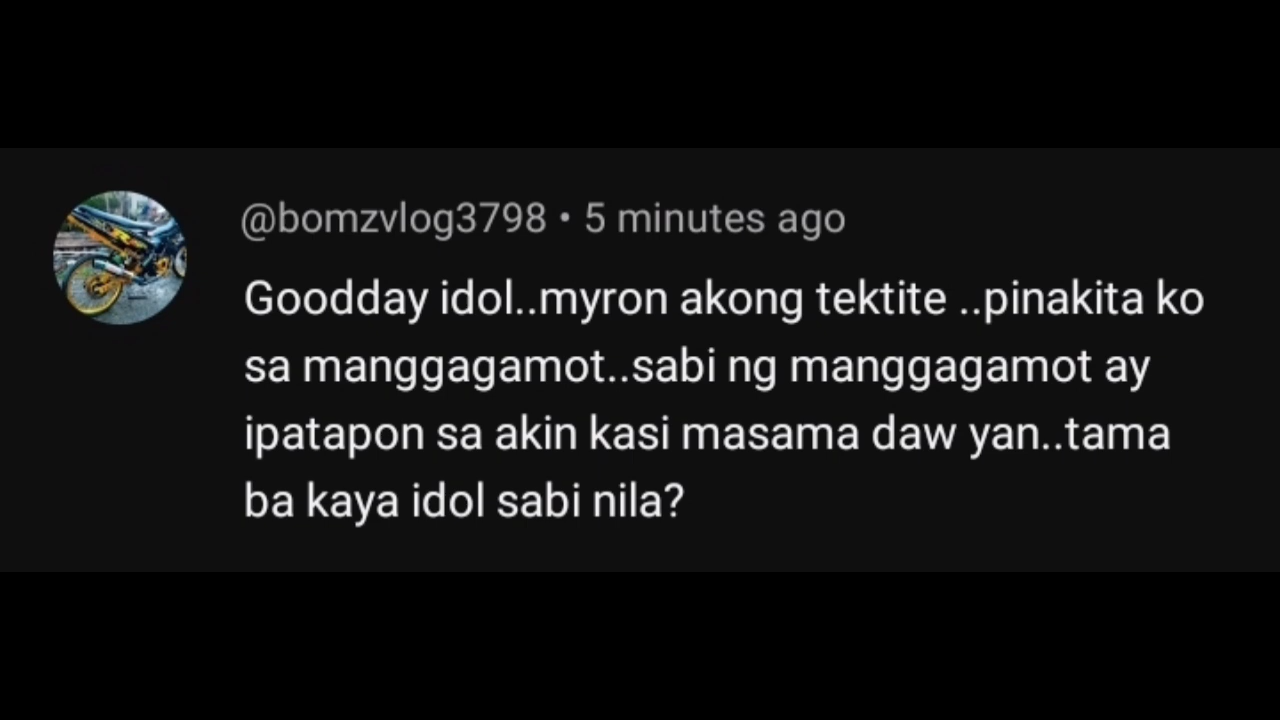 @bomzvlog3798 • 5 minutes ago
Goodday idol..myron akong tektite ..pinakita ko
sa manggagamot..sabi ng manggagamot ay
ipatapon sa akin kasi masama daw yan..tama
ba kaya idol sabi nila?